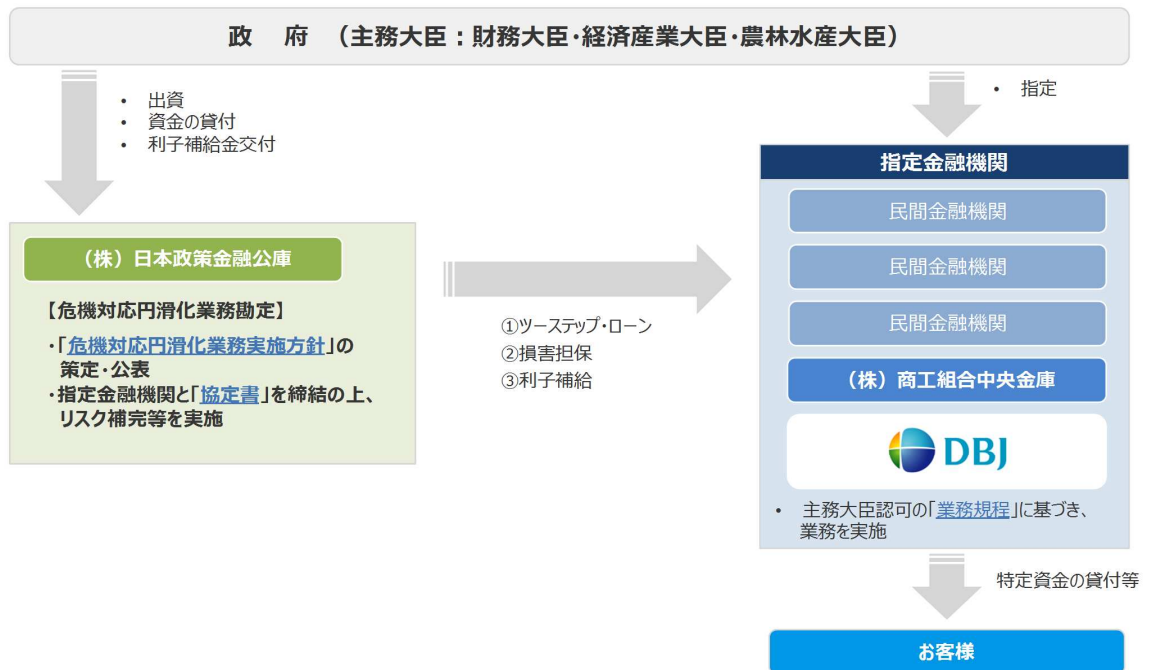 政 府 （主務大臣：財務大臣･経済産業大臣･農林水産大臣）
• 出資
• 資金の貸付
• 利子補給金交付
• 指定
（株）日本政策金融公庫
【危機対応円滑化業務勘定】
･｢危機対応円滑化業務実施方針｣の
策定･公表
･指定金融機関と｢協定書｣を締結の上、
リスク補完等を実施
①ツーステップ･ローン
②損害担保
③利子補給
指定金融機関
民間金融機関
民間金融機関
民間金融機関
（株）商工組合中央金庫
DBJ
• 主務大臣認可の｢業務規程｣に基づき、
業務を実施
特定資金の貸付等
お客様